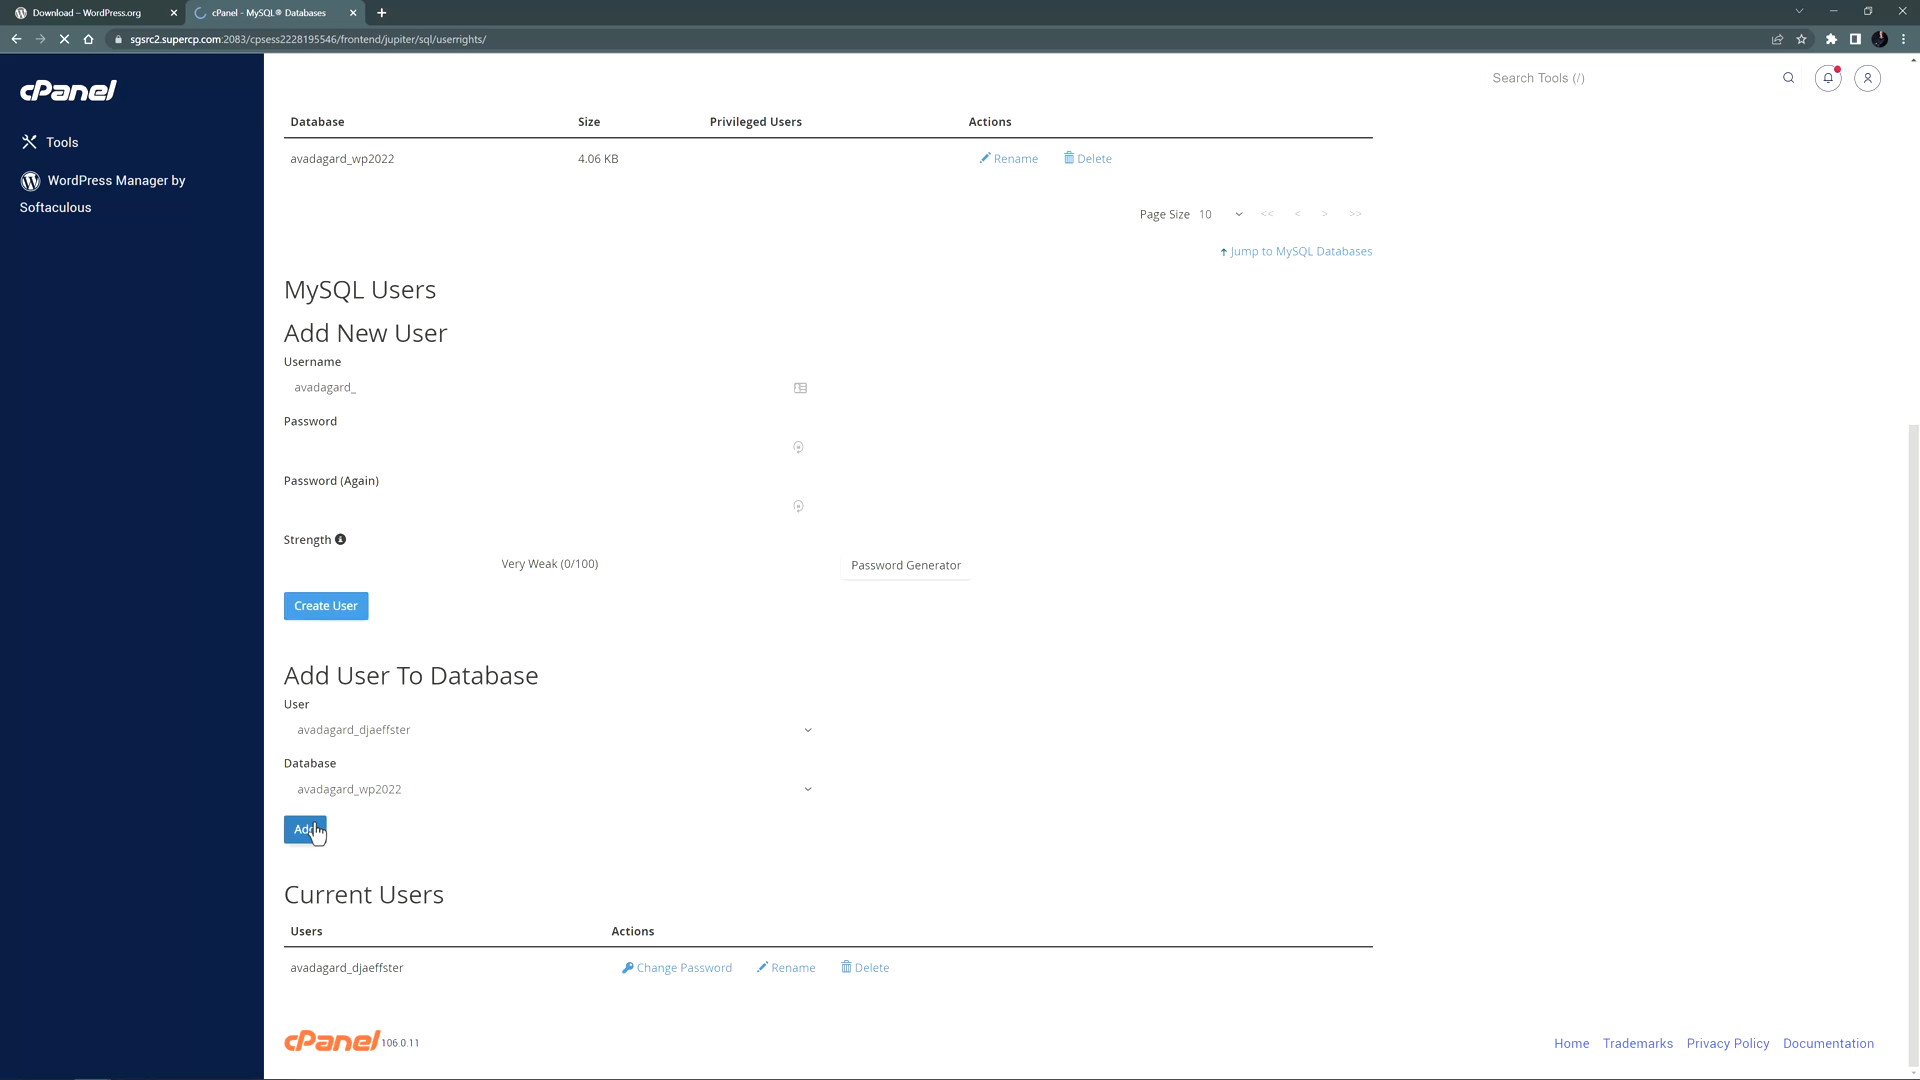 Download – WordPress.org
cPanel - MySQL® Databases
sgsrc2.supercp.com:2083/cpsess2228195546/frontend/jupiter/sql/userrights/
cPanel
Search Tools (/)
Tools
WordPress Manager by
Softaculous
Database Size Privileged Users Actions
avadagard_wp2022 4.06 KB Rename Delete
Page Size 10 << < > >>
Jump to MySQL Databases
MySQL Users
Add New User
Username
avadagard_
Password
Password (Again)
Strength
Very Weak (0/100) Password Generator
Create User
Add User To Database
User
avadagard_djaeffster
Database
avadagard_wp2022
Add
Current Users
Users Actions
avadagard_djaeffster Change Password Rename Delete
cPanel 106.0.11
Home Trademarks Privacy Policy Documentation